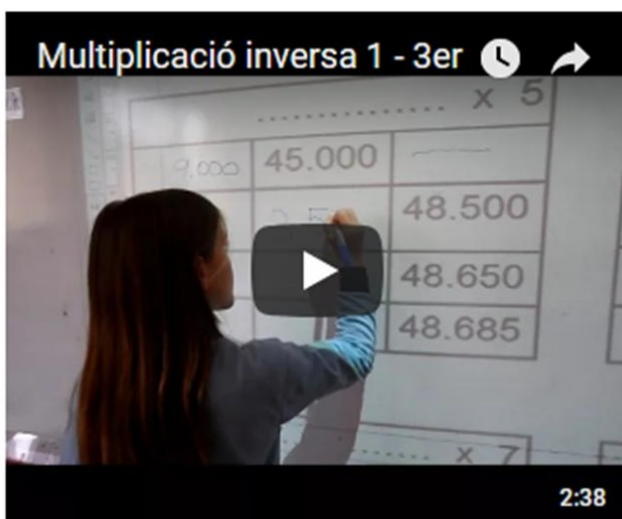 Multiplicació inversa 1 - 3er
.................. x 5
9.000 45.000
48.500
48.650
48.685
x 7
2:38